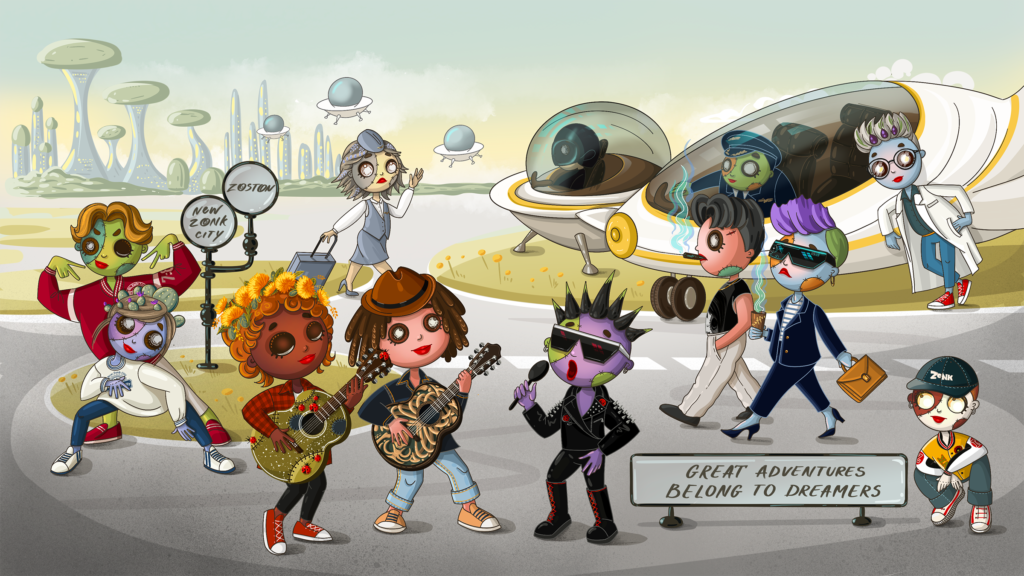 ZOSTON
NEW
ZONK
CITY
ZONK
GREAT ADVENTURES
BELONG TO DREAMERS